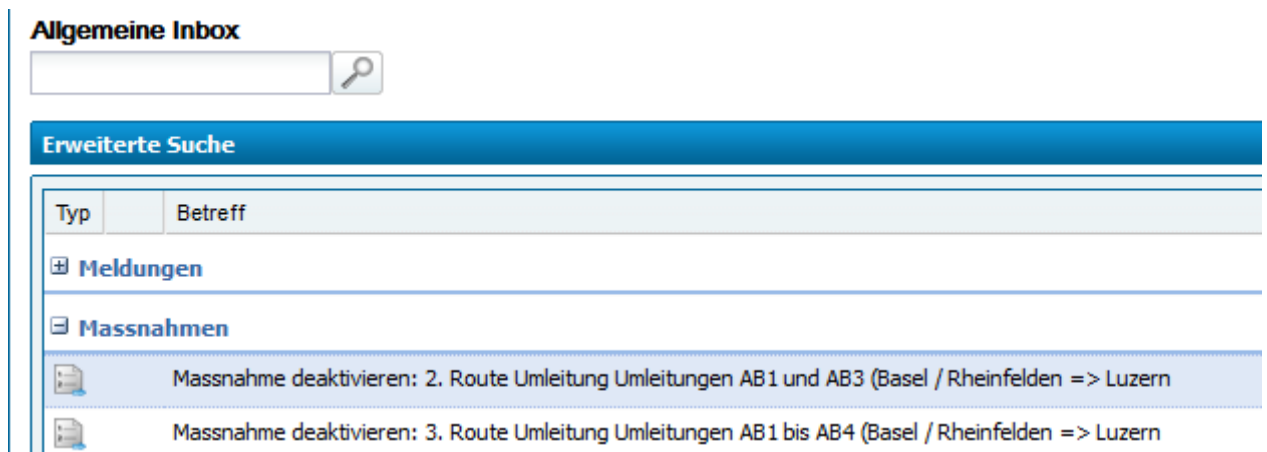 Allgemeine Inbox
Erweiterte Suche
Typ Betreff
Meldungen
Massnahmen
Massnahme deaktivieren: 2. Route Umleitung Umleitungen AB1 und AB3 (Basel / Rheinfelden => Luzern
Massnahme deaktivieren: 3. Route Umleitung Umleitungen AB1 bis AB4 (Basel / Rheinfelden => Luzern